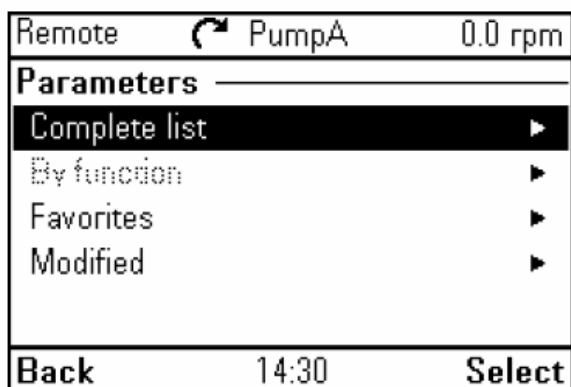 Remote PumpA 0.0 rpm
Parameters
Complete list
By function
Favorites
Modified
Back 14:30 Select